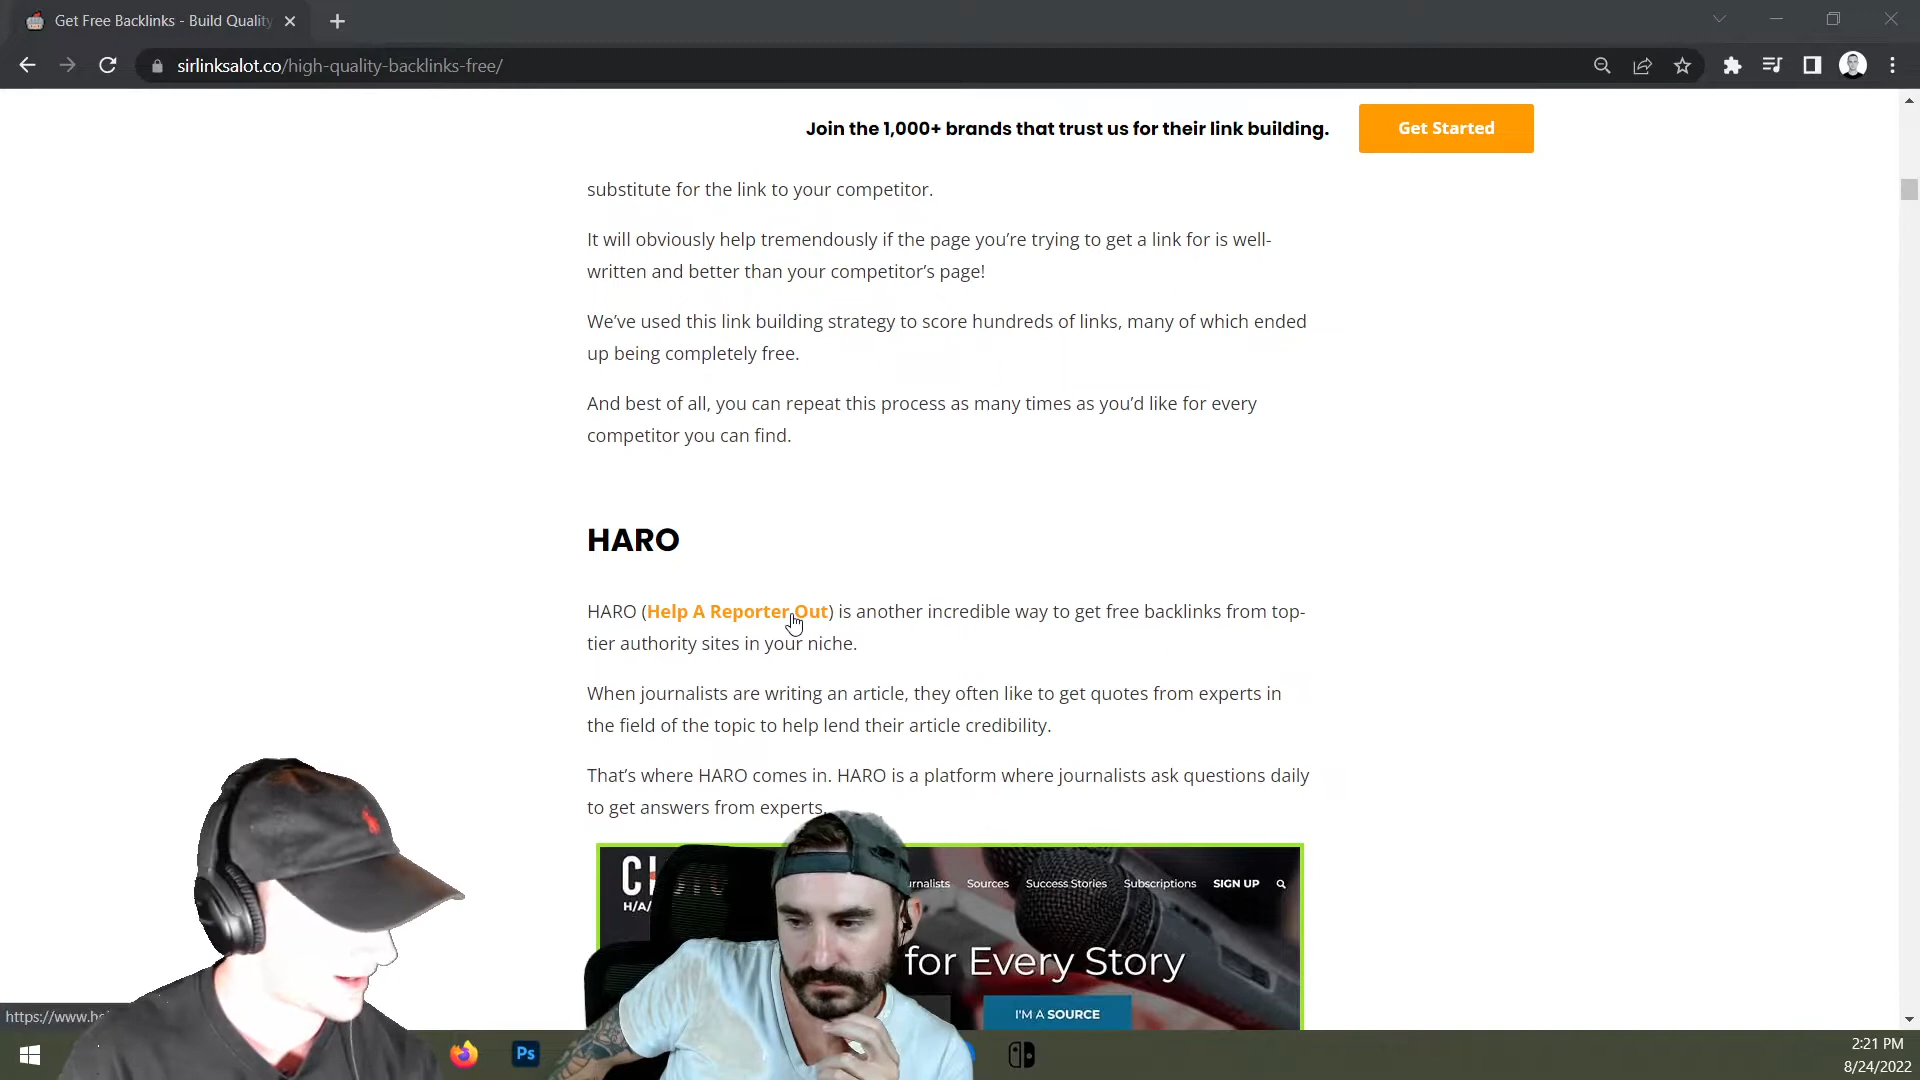 Get Free Backlinks - Build Quality
sirlinksalot.co/high-quality-backlinks-free/
Join the 1,000+ brands that trust us for their link building.
Get Started
substitute for the link to your competitor.
It will obviously help tremendously if the page you’re trying to get a link for is well-
written and better than your competitor’s page!
We’ve used this link building strategy to score hundreds of links, many of which ended
up being completely free.
And best of all, you can repeat this process as many times as you’d like for every
competitor you can find.
HARO
HARO (Help A Reporter Out) is another incredible way to get free backlinks from top-
tier authority sites in your niche.
When journalists are writing an article, they often like to get quotes from experts in
the field of the topic to help lend their article credibility.
That’s where HARO comes in. HARO is a platform where journalists ask questions daily
to get answers from experts.
Sources Success Stories Subscriptions SIGN UP
for Every Story
I'M A SOURCE
https://www.he
Ps
2:21 PM
8/24/2022